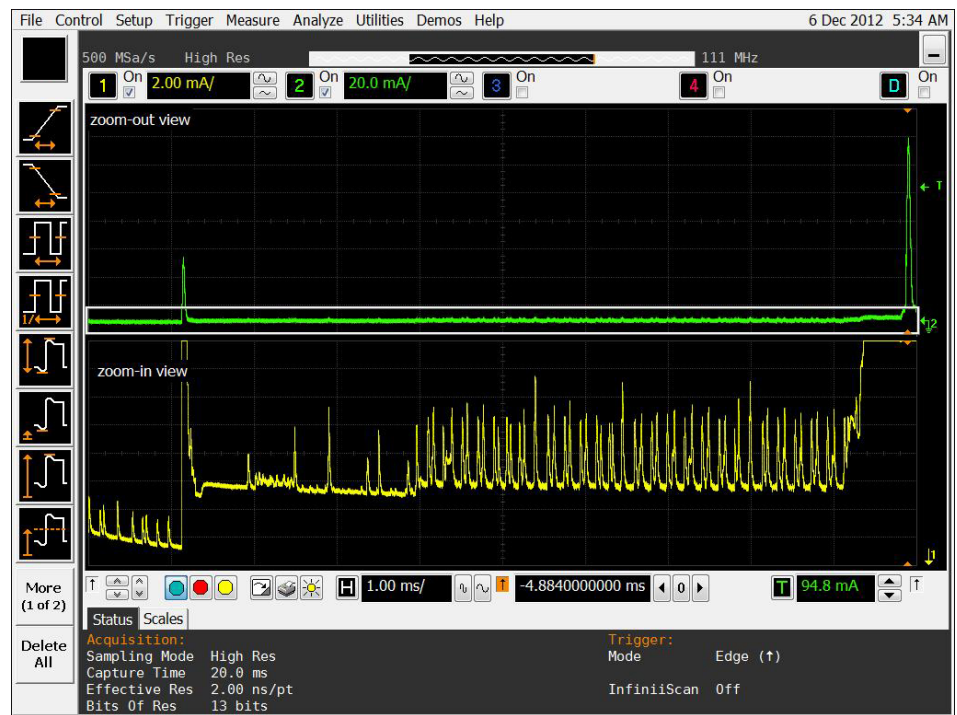 File Control Setup Trigger Measure Analyze Utilities Demos Help 6 Dec 2012 5:34 AM
500 MSa/s High Res 111 MHz
1 On 2.00 mA/ 2 On 20.0 mA/ 3 On 4 On D On
zoom-out view
T
2
zoom-in view
1/
1
More
(1 of 2)
H 1.00 ms/ -4.8840000000 ms 0 T 94.8 mA
Delete
All
Status Scales
Acquisition: Trigger:
Sampling Mode High Res Mode Edge (↑)
Capture Time 20.0 ms
Effective Res 2.00 ns/pt InfiniiScan Off
Bits Of Res 13 bits